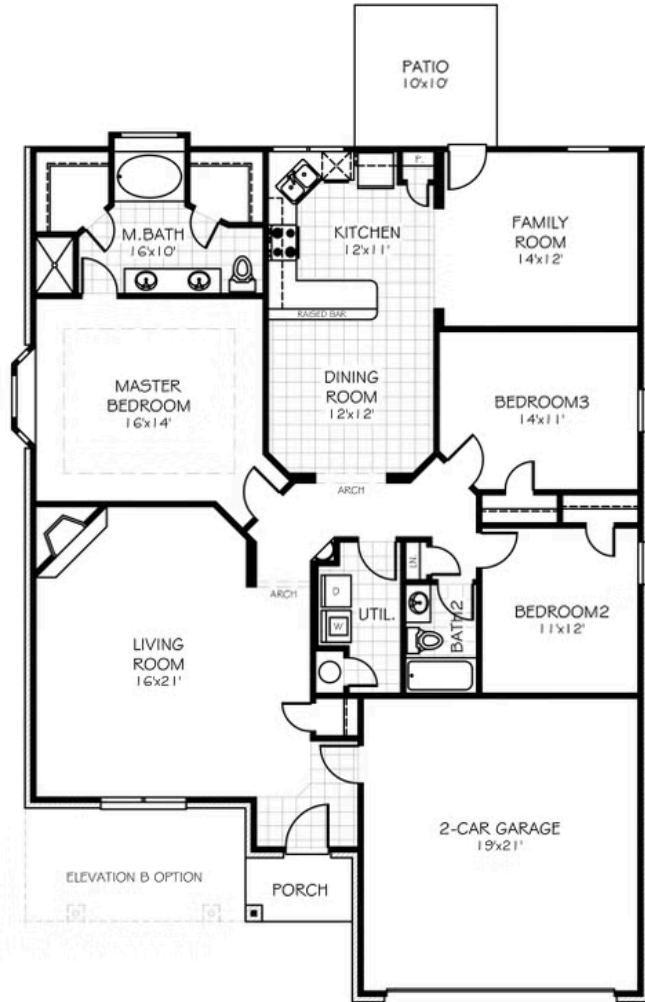 PATIO
10'x10'
P.
M.BATH
16'x10'
KITCHEN
12'x11'
FAMILY
ROOM
14'x12'
RAISED BAR
MASTER
BEDROOM
16'x14'
DINING
ROOM
12'x12'
BEDROOM3
14'x11'
ARCH
ARCH
LN.
D
W
UTIL.
BATH2
BEDROOM2
11'x12'
LIVING
ROOM
16'x21'
2-CAR GARAGE
19'x21'
ELEVATION B OPTION
PORCH